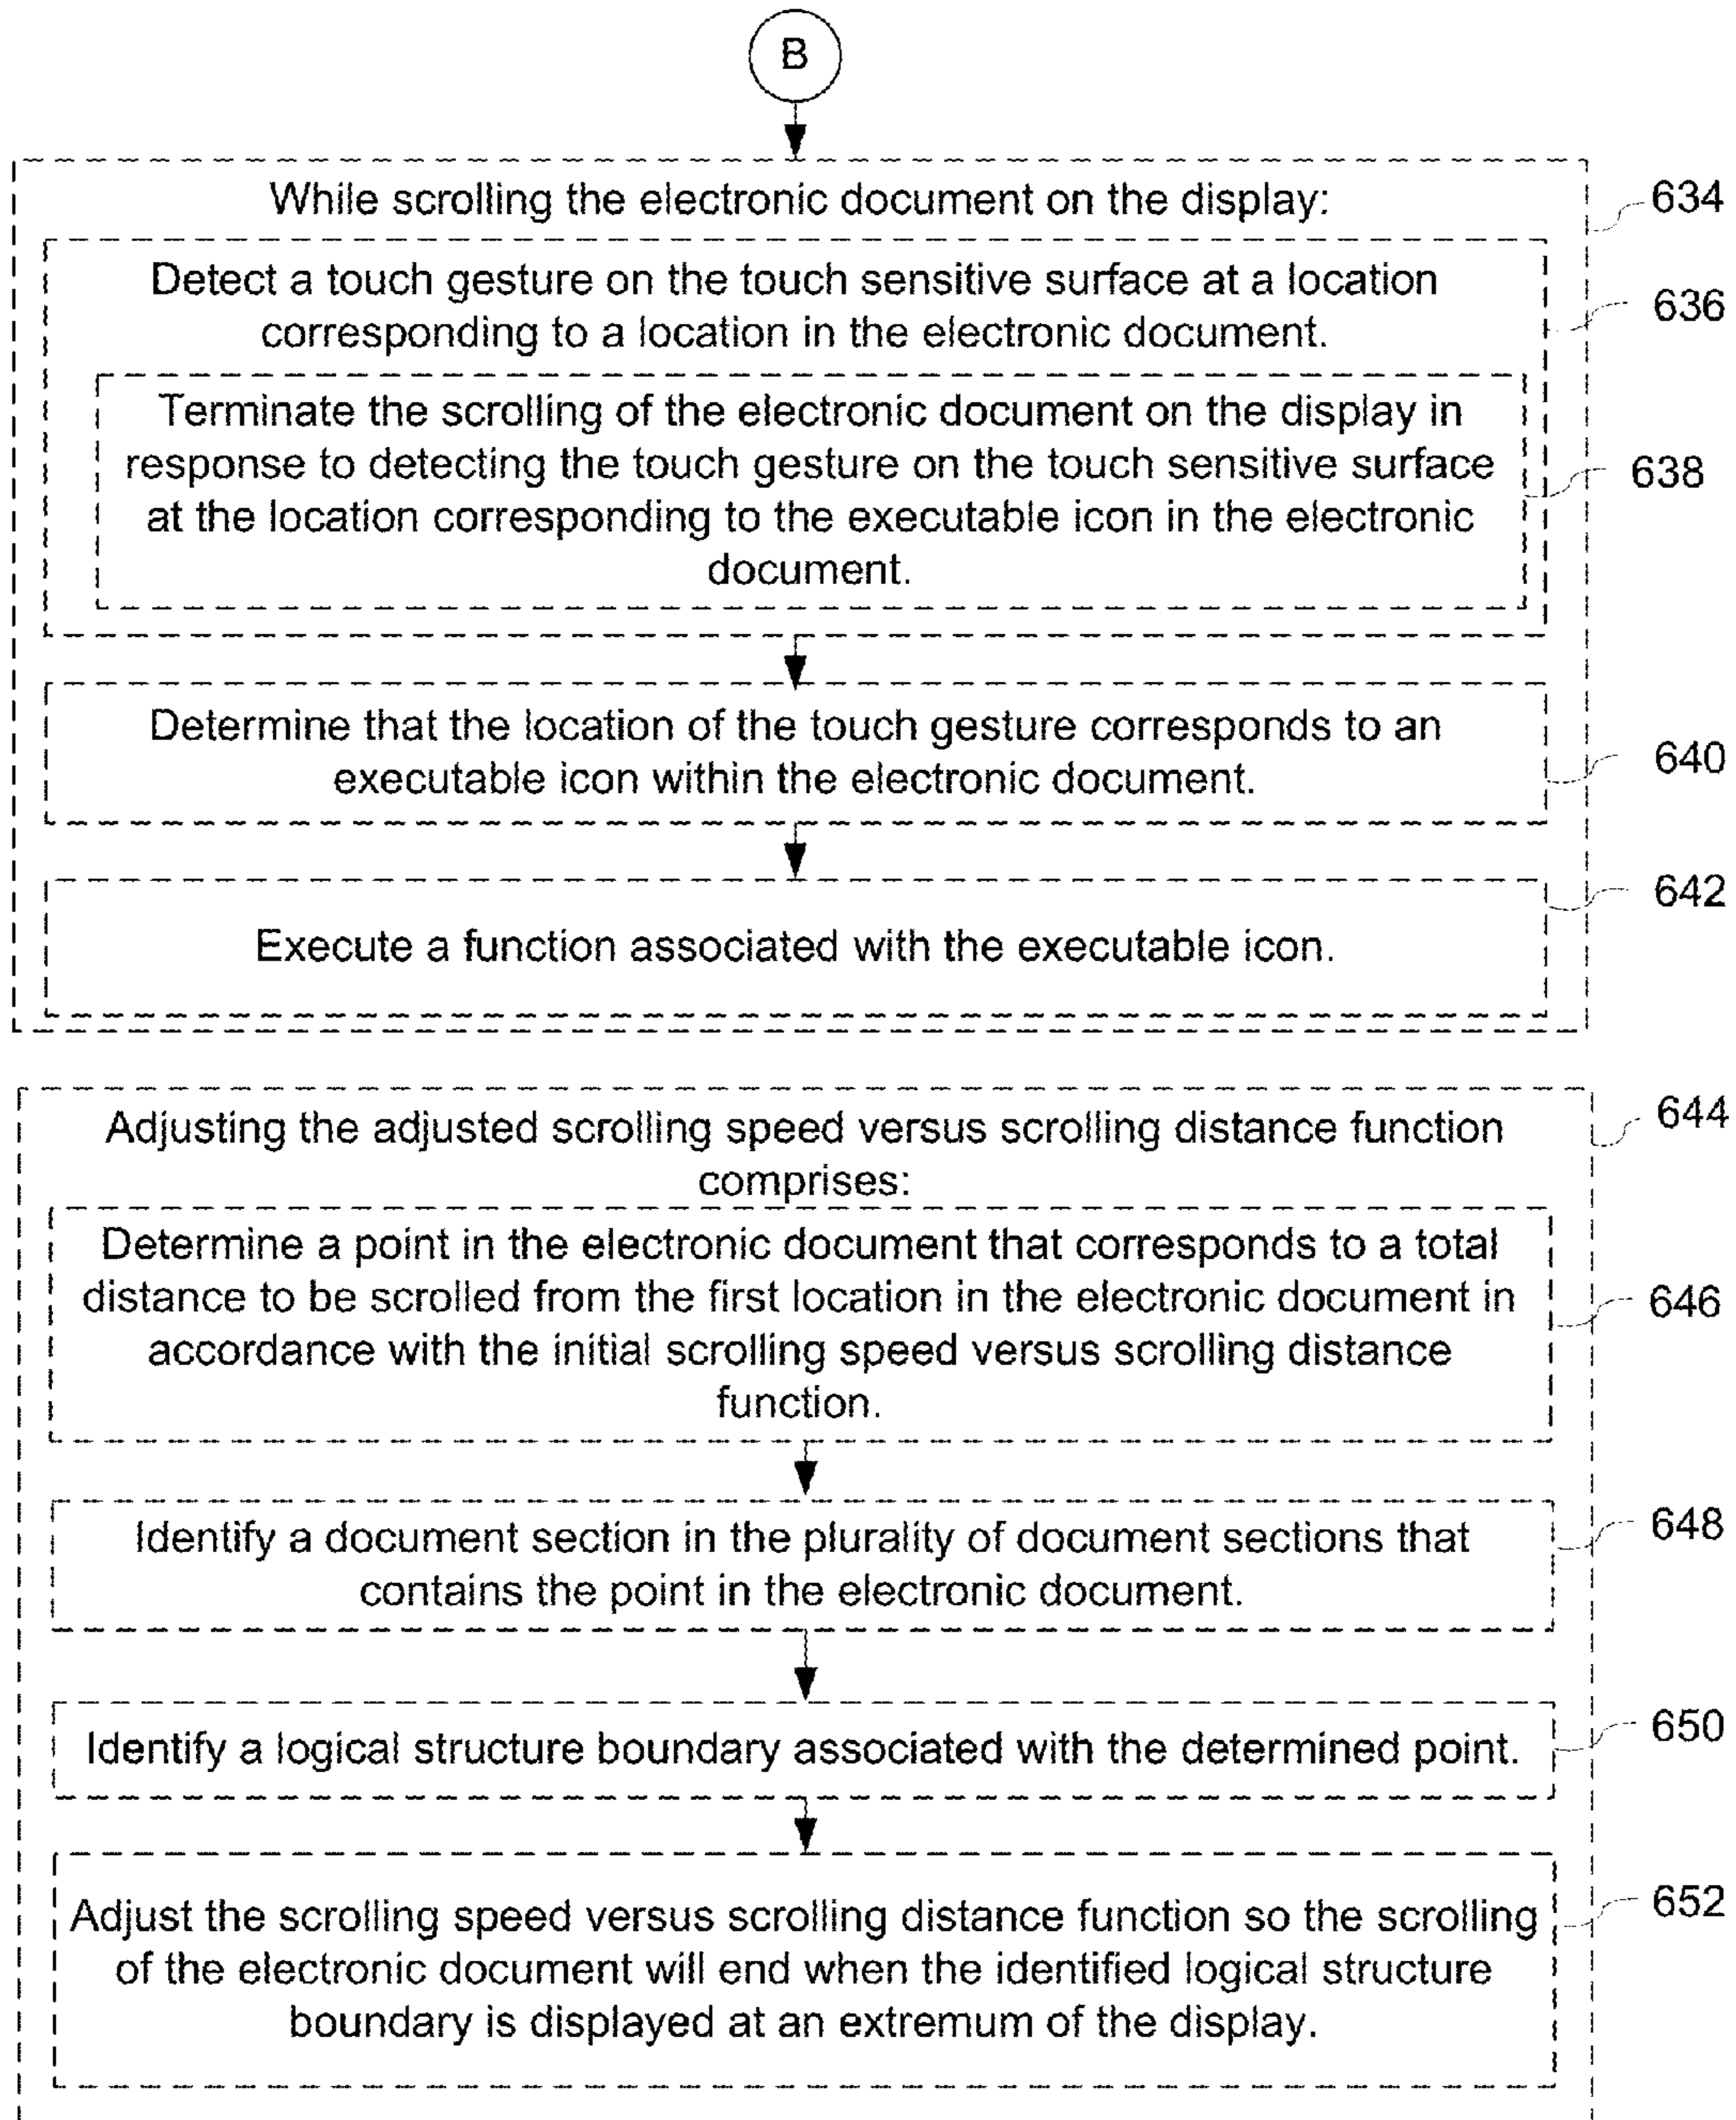 B
While scrolling the electronic document on the display:
634
Detect a touch gesture on the touch sensitive surface at a location
corresponding to a location in the electronic document.
636
Terminate the scrolling of the electronic document on the display in
response to detecting the touch gesture on the touch sensitive surface
638
at the location corresponding to the executable icon in the electronic
document.
Determine that the location of the touch gesture corresponds to an
executable icon within the electronic document.
640
642
Execute a function associated with the executable icon.
Adjusting the adjusted scrolling speed versus scrolling distance function
644
comprises:
Determine a point in the electronic document that corresponds to a total
distance to be scrolled from the first location in the electronic document in
646
accordance with the initial scrolling speed versus scrolling distance
function.
Identify a document section in the plurality of document sections that
648
contains the point in the electronic document.
Identify a logical structure boundary associated with the determined point.
650
Adjust the scrolling speed versus scrolling distance function so the scrolling
652
of the electronic document will end when the identified logical structure
boundary is displayed at an extremum of the display.